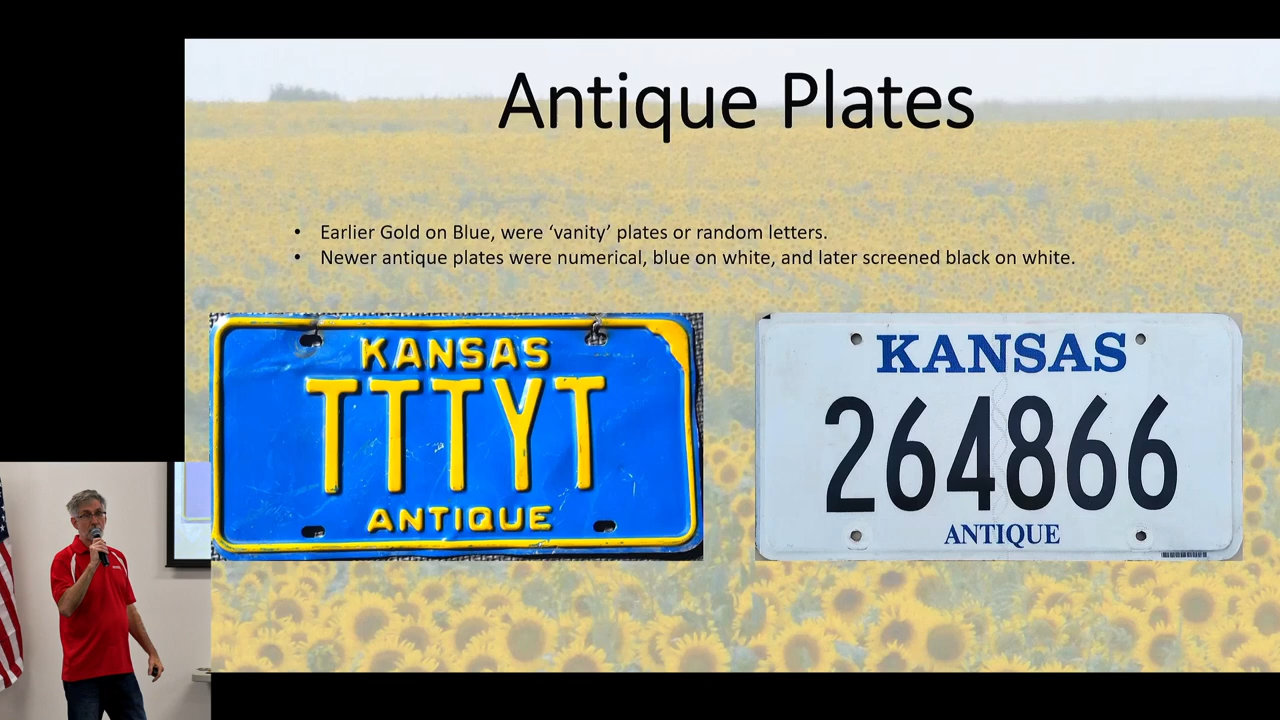 Antique Plates
• Earlier Gold on Blue, were ‘vanity’ plates or random letters.
• Newer antique plates were numerical, blue on white, and later screened black on white.
KANSAS
TTTYT
ANTIQUE
KANSAS
264866
ANTIQUE